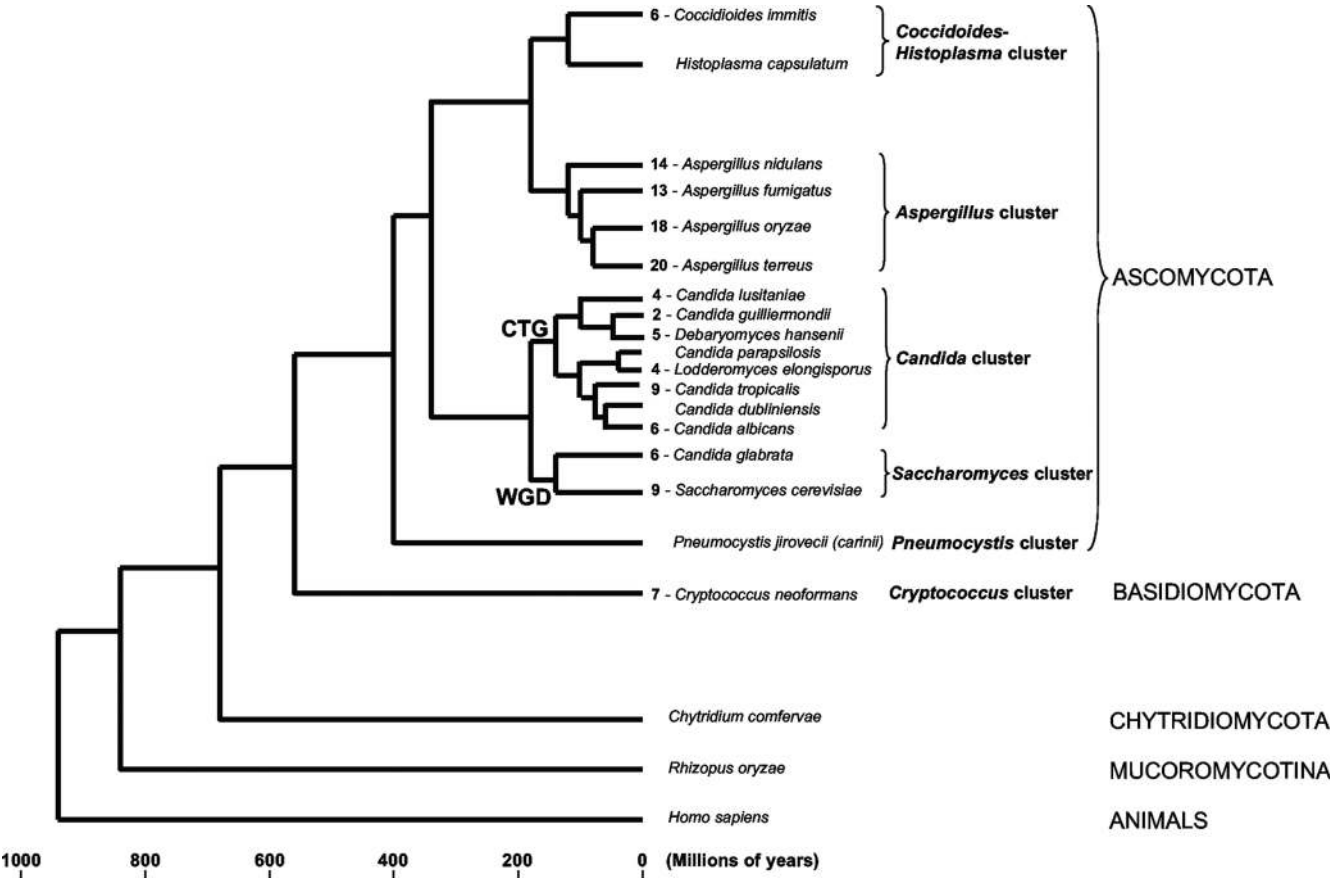 6 - Coccidioides immitis
Coccidoides-
Histoplasma cluster
Histoplasma capsulatum
14 - Aspergillus nidulans
13 - Aspergillus fumigatus
Aspergillus cluster
18 - Aspergillus oryzae
20 - Aspergillus terreus
ASCOMYCOTA
4 - Candida lusitaniae
2 - Candida guilliermondii
CTG
5 - Debaryomyces hansenii
Candida parapsilosis
Candida cluster
4 - Lodderomyces elongisporus
9 - Candida tropicalis
Candida dubliniensis
6 - Candida albicans
6 - Candida glabrata
Saccharomyces cluster
WGD
9 - Saccharomyces cerevisiae
Pneumocystis jirovecii (carinii) Pneumocystis cluster
7 - Cryptococcus neoformans Cryptococcus cluster BASIDIOMYCOTA
Chytridium comfervae CHYTRIDIOMYCOTA
Rhizopus oryzae MUCOROMYCOTINA
Homo sapiens ANIMALS
1000 800 600 400 200 0 (Millions of years)